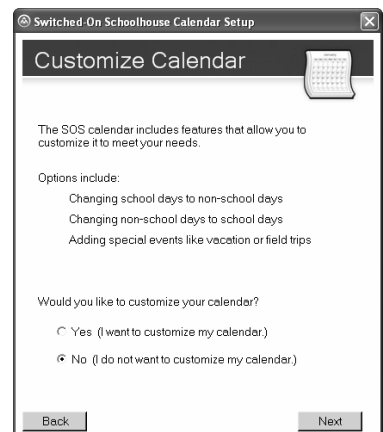 Switched-On Schoolhouse Calendar Setup
Customize Calendar
The SOS calendar includes features that allow you to
customize it to meet your needs.
Options include:
Changing school days to non-school days
Changing non-school days to school days
Adding special events like vacation or field trips
Would you like to customize your calendar?
Yes (I want to customize my calendar.)
No (I do not want to customize my calendar.)
Back
Next